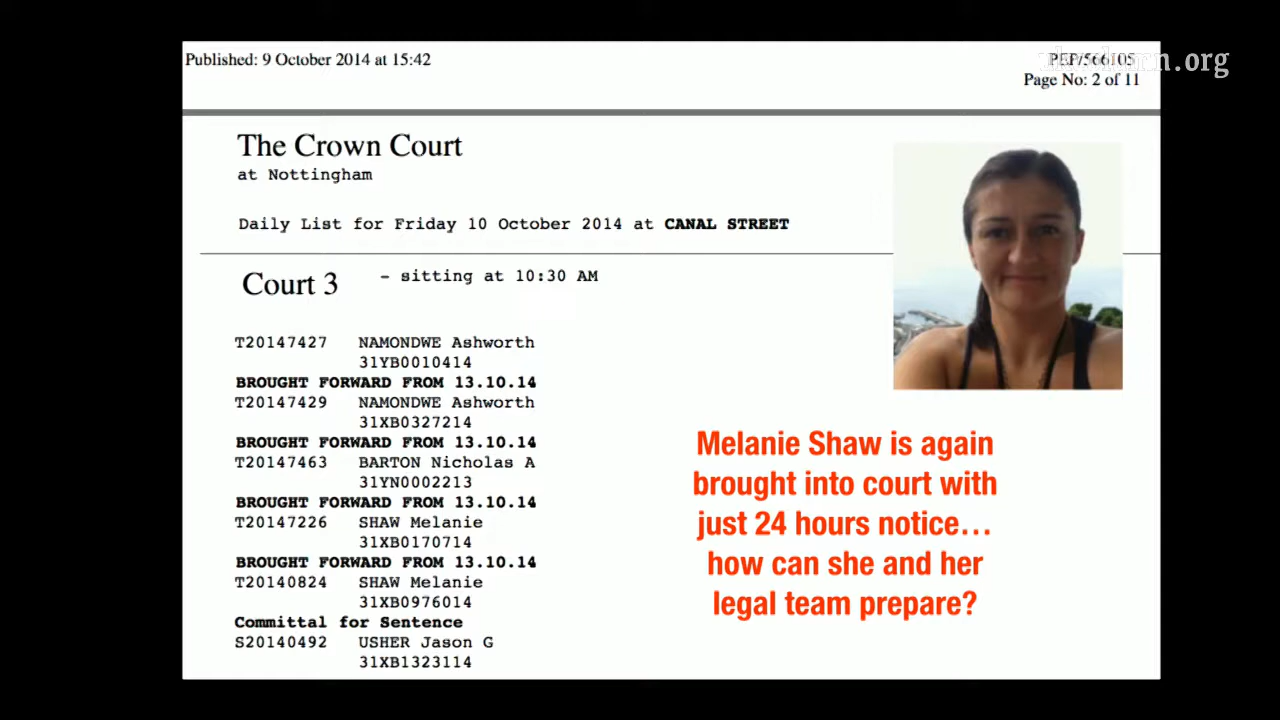 Published: 9 October 2014 at 15:42
PEP/566105
Page No: 2 of 11
The Crown Court
at Nottingham
Daily List for Friday 10 October 2014 at CANAL STREET
Court 3 - sitting at 10:30 AM
T20147427 NAMONDWE Ashworth
31YB0010414
BROUGHT FORWARD FROM 13.10.14
T20147429 NAMONDWE Ashworth
31XB0327214
BROUGHT FORWARD FROM 13.10.14
T20147463 BARTON Nicholas A
31YN0002213
BROUGHT FORWARD FROM 13.10.14
T20147226 SHAW Melanie
31XB0170714
BROUGHT FORWARD FROM 13.10.14
T20140824 SHAW Melanie
31XB0976014
Committal for Sentence
S20140492 USHER Jason G
31XB1323114
Melanie Shaw is again
brought into court with
just 24 hours notice...
how can she and her
legal team prepare?